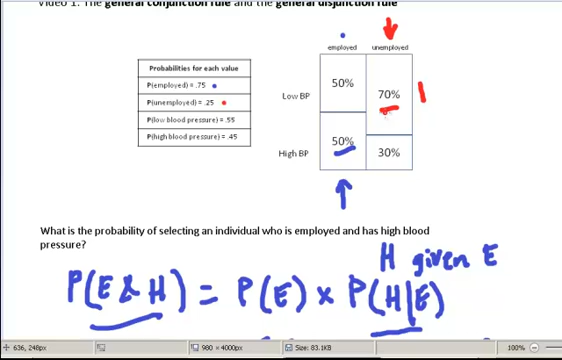 Video 1: The general conjunction rule and the general disjunction rule
employed unemployed
Probabilities for each value
P(employed) = .75
P(unemployed) = .25
P(low blood pressure) = .55
P(high blood pressure) = .45
Low BP 50% 70%
High BP 50% 30%
What is the probability of selecting an individual who is employed and has high blood
pressure?
H given E
P(E & H) = P(E) × P(H|E)
636, 248px 980 × 4000px Size: 83.1KB 100%